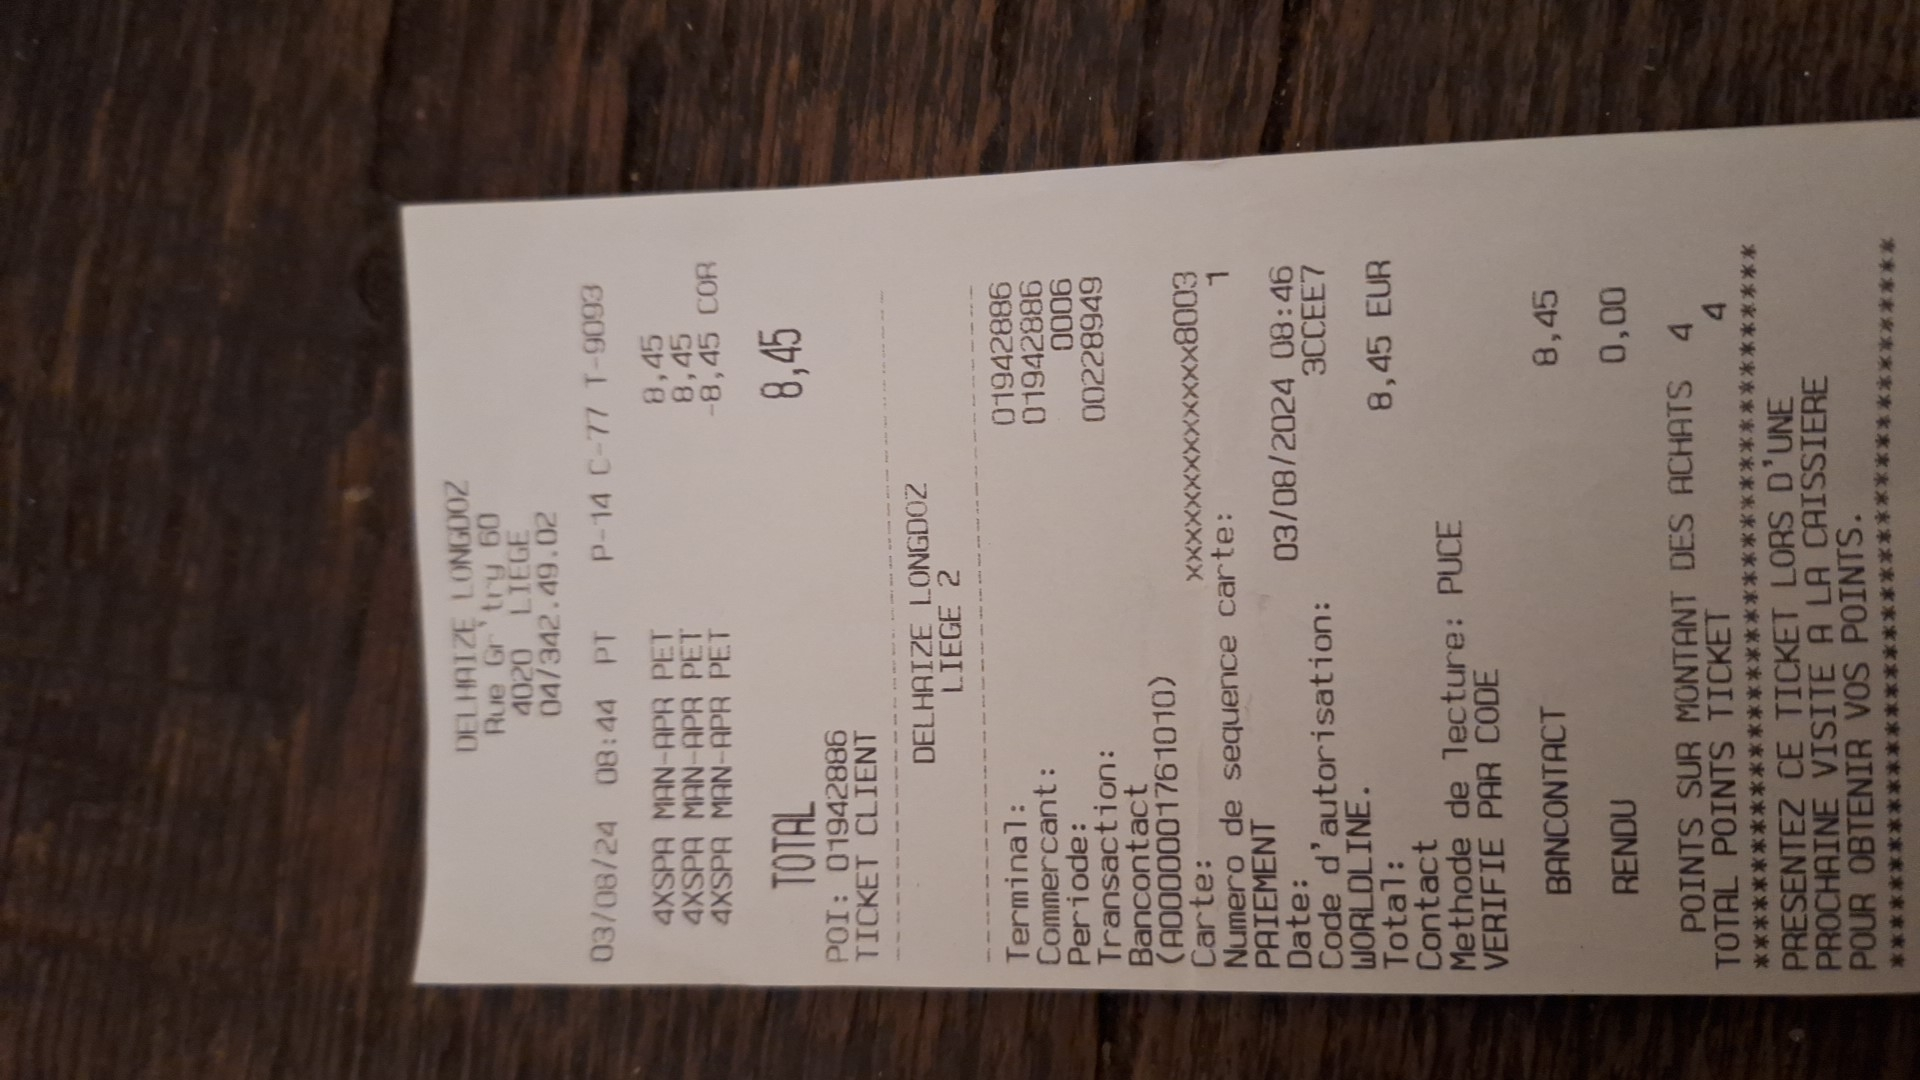 DELHAIZE LONGDOZ
Rue Gr'try 60
4020 LIEGE
04/342.49.02
03/08/24 08:44 PT P-14 C-77 T-9093
4XSPA MAN-APR PET 8,45
4XSPA MAN-APR PET 8,45
4XSPA MAN-APR PET -8,45 COR
TOTAL 8,45
POI: 01942886
TICKET CLIENT
DELHAIZE LONGDOZ
LIEGE 2
Terminal: 01942886
Commercant: 01942886
Periode: 0006
Transaction: 00228949
Bancontact
(A0000001761010)
Carte: xxxxxxxxxxxxxxx8003
Numero de sequence carte: 1
PAIEMENT
Date: 03/08/2024 08:46
Code d'autorisation: 3CCEE7
WORLDLINE.
Total: 8,45 EUR
Contact
Methode de lecture: PUCE
VERIFIE PAR CODE
BANCONTACT 8,45
RENDU 0,00
POINTS SUR MONTANT DES ACHATS 4
TOTAL POINTS TICKET 4
****************************************
PRESENTEZ CE TICKET LORS D'UNE
PROCHAINE VISITE A LA CAISSIERE
POUR OBTENIR VOS POINTS.
****************************************